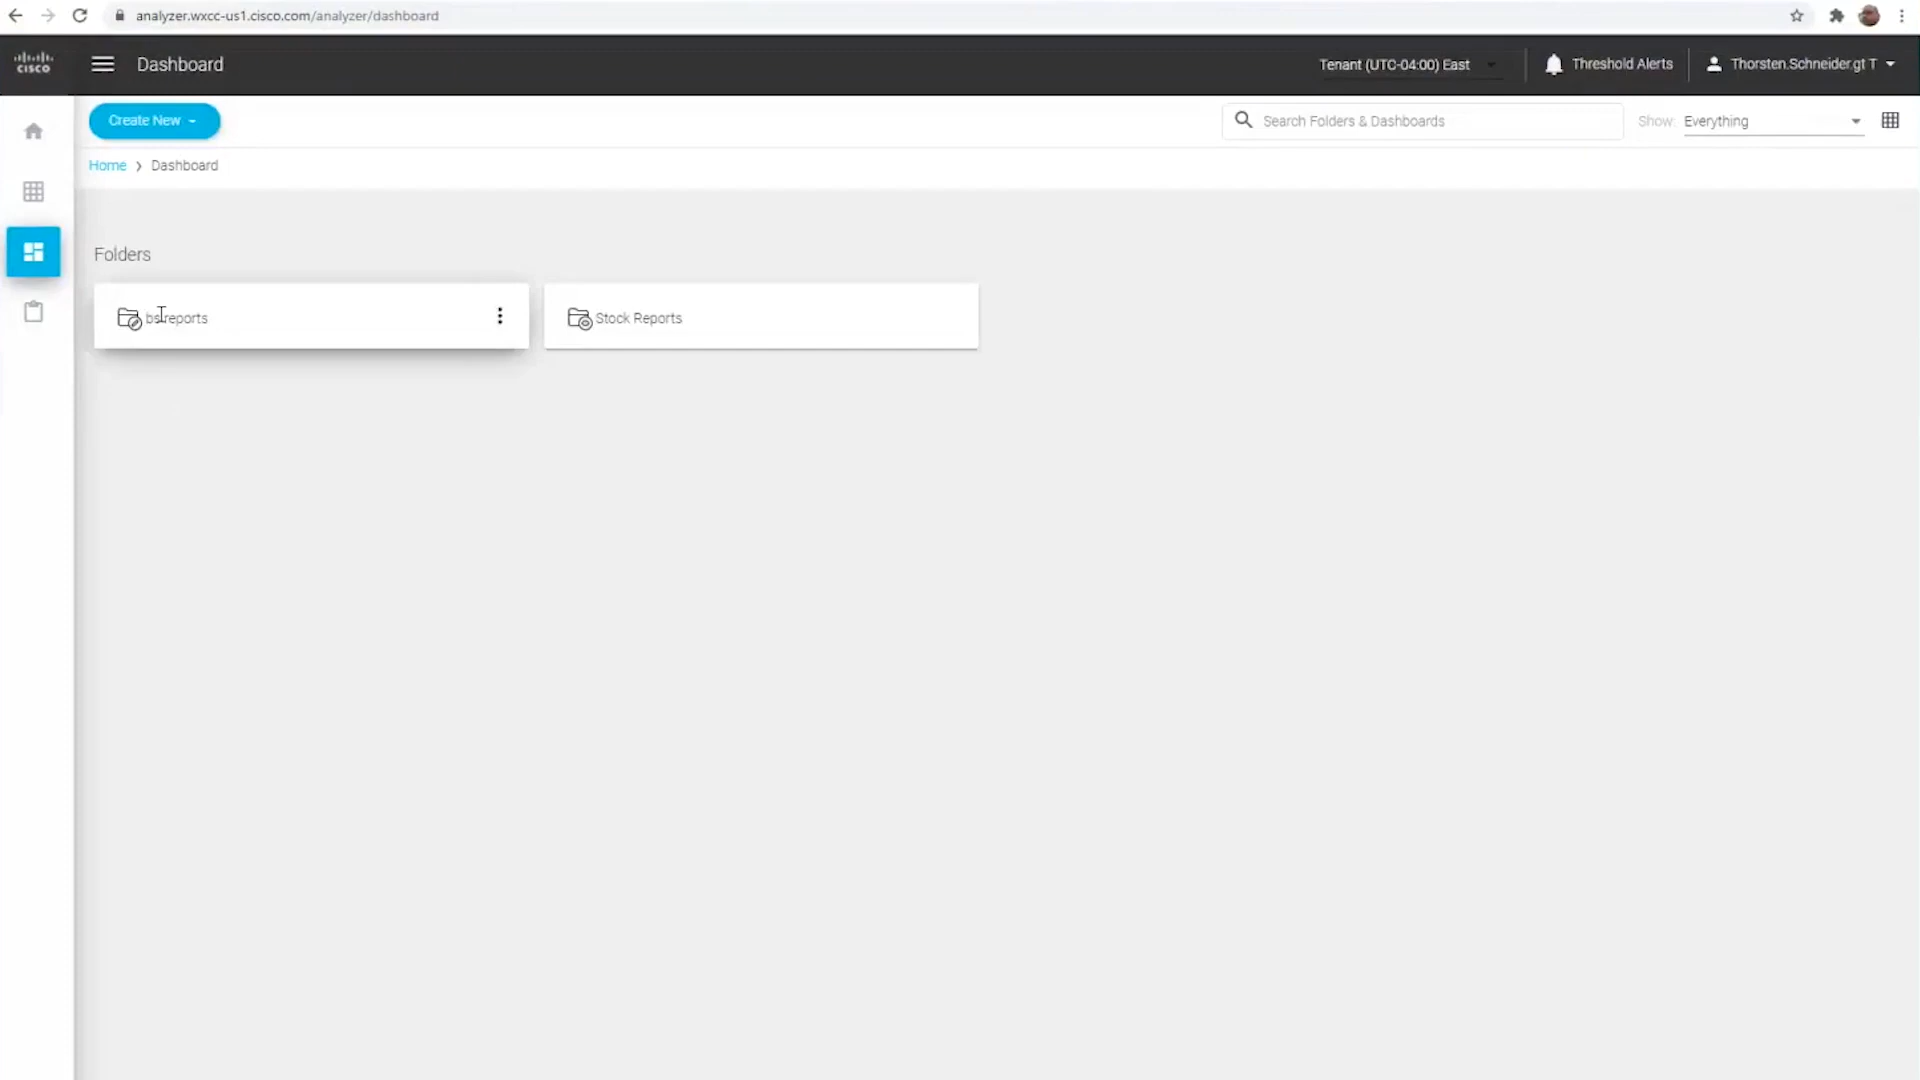 analyzer.wxcc-us1.cisco.com/analyzer/dashboard
CISCO Dashboard Tenant (UTC-04:00) East Threshold Alerts Thorsten.Schneider.gt T
Create New Search Folders & Dashboards Show: Everything
Home > Dashboard
Folders
bsreports Stock Reports